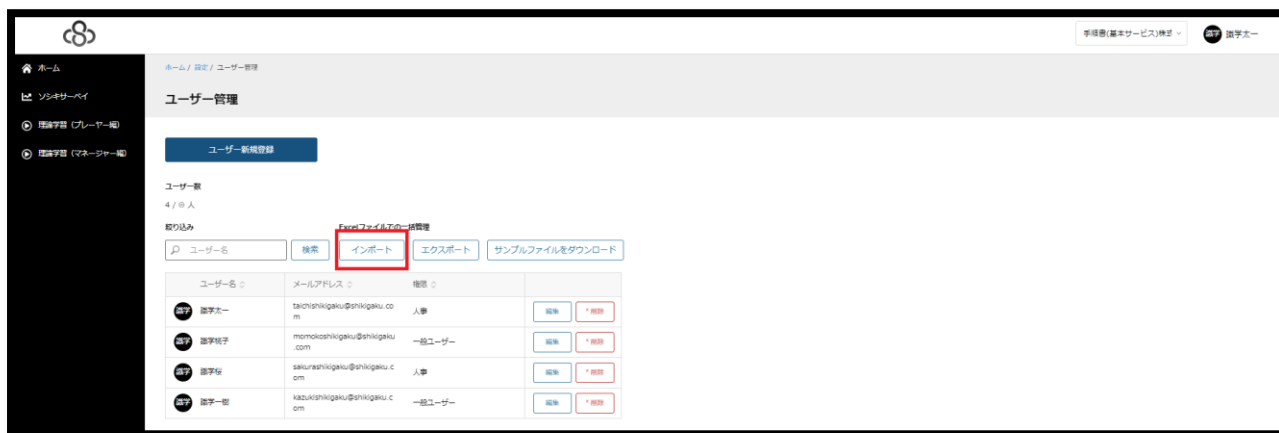 手順書(基本サービス)株式
識学 識学太一
ホーム
ソシキサーベイ
理論学習（プレーヤー編）
理論学習（マネージャー編）
ホーム / 設定 / ユーザー管理
ユーザー管理
ユーザー新規登録
ユーザー数
4 / ∞ 人
絞り込み Excelファイルでの一括管理
ユーザー名 検索 インポート エクスポート サンプルファイルをダウンロード
ユーザー名 メールアドレス 権限
識学 識学太一 taichishikigaku@shikigaku.co
m 人事 編集 * 削除
識学 識学桃子 momokoshikigaku@shikigaku
.com 一般ユーザー 編集 * 削除
識学 識学桜 sakurashikigaku@shikigaku.c
om 人事 編集 * 削除
識学 識学一樹 kazukishikigaku@shikigaku.c
om 一般ユーザー 編集 * 削除